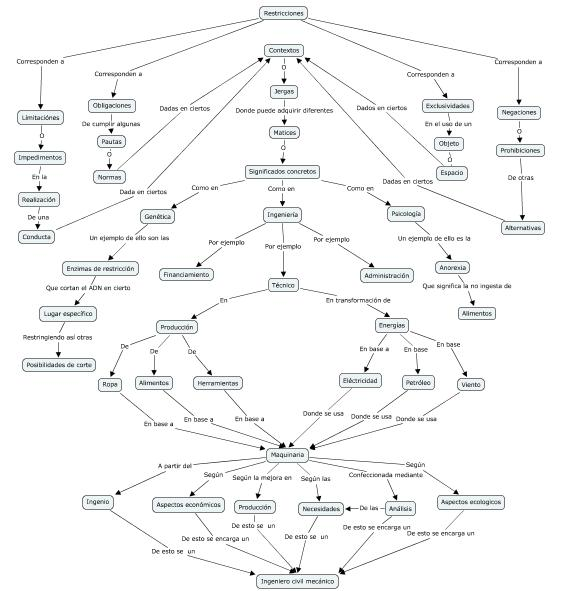 Restricciones
Contextos
Corresponden a
Corresponden a
Corresponden a
Corresponden a
O
Jergas
Obligaciones
Exclusividades
Limitaciónes
Negaciones
Dadas en ciertos
Donde puede adquirir diferentes
Dados en ciertos
De cumplir algunas
En el uso de un
O
Matices
O
Pautas
Objeto
O
Prohibiciones
Impedimentos
O
O
Normas
Significados concretos
Espacio
En la
De otras
Dada en ciertos
Como en
Como en
Como en
Dadas en ciertos
Realización
De una
Genética
Ingeniería
Psicología
Alternativas
Conducta
Un ejemplo de ello son las
Por ejemplo
Por ejemplo
Por ejemplo
Un ejemplo de ello es la
Enzimas de restricción
Financiamiento
Administración
Anorexia
Que cortan el ADN en cierto
Técnico
Que significa la no ingesta de
En
En transformación de
Lugar específico
Alimentos
Producción
Energías
Restringiendo así otras
De
De
De
En base a
En base
En base
Posibilidades de corte
Ropa
Alimentos
Herramientas
Eléctricidad
Petróleo
Viento
En base a
En base a
En base a
Donde se usa
Donde se usa
Donde se usa
Maquinaria
A partir del
Según
Según la mejora en
Según las
Confeccionada mediante
Según
Ingenio
Aspectos económicos
Producción
Necesidades
De las
Análisis
Aspectos ecologicos
De esto se  un
De esto se encarga un
De esto se  un
De esto se  un
De esto se encarga un
De esto se encarga un
Ingeniero civil mecánico